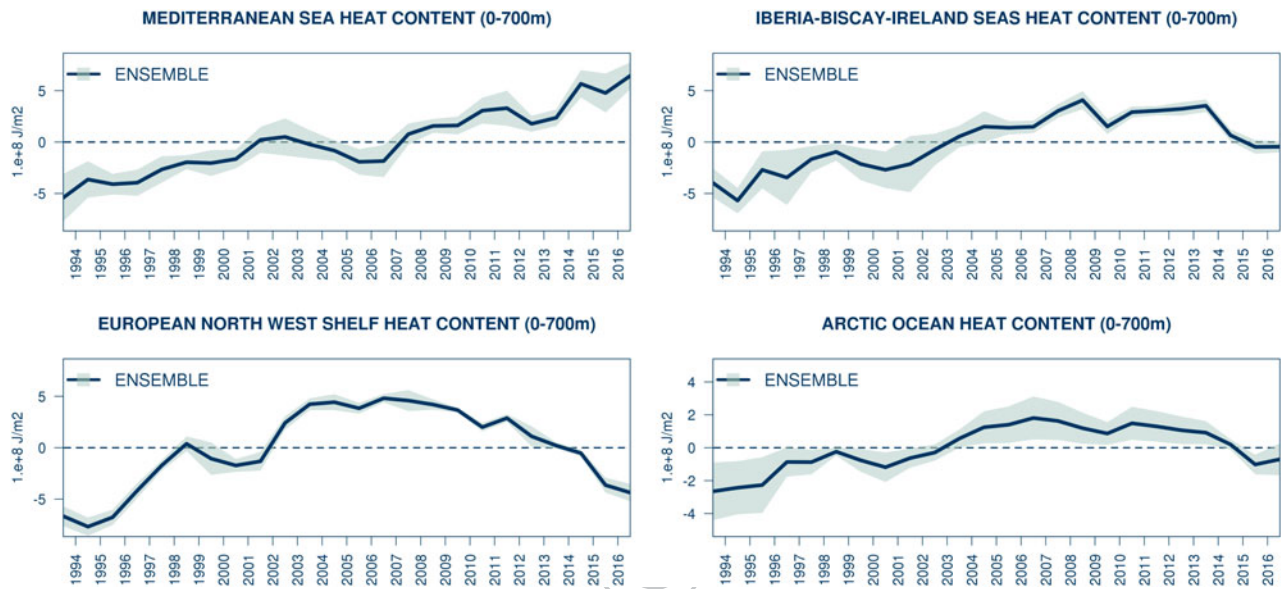 MEDITERRANEAN SEA HEAT CONTENT (0-700m)
ENSEMBLE
1.e+8 J/m2
5
0
-5
1994 1995 1996 1997 1998 1999 2000 2001 2002 2003 2004 2005 2006 2007 2008 2009 2010 2011 2012 2013 2014 2015 2016
IBERIA-BISCAY-IRELAND SEAS HEAT CONTENT (0-700m)
ENSEMBLE
1.e+8 J/m2
5
0
-5
1994 1995 1996 1997 1998 1999 2000 2001 2002 2003 2004 2005 2006 2007 2008 2009 2010 2011 2012 2013 2014 2015 2016
EUROPEAN NORTH WEST SHELF HEAT CONTENT (0-700m)
ENSEMBLE
1.e+8 J/m2
5
0
-5
1994 1995 1996 1997 1998 1999 2000 2001 2002 2003 2004 2005 2006 2007 2008 2009 2010 2011 2012 2013 2014 2015 2016
ARCTIC OCEAN HEAT CONTENT (0-700m)
ENSEMBLE
1.e+8 J/m2
4
2
0
-2
-4
1994 1995 1996 1997 1998 1999 2000 2001 2002 2003 2004 2005 2006 2007 2008 2009 2010 2011 2012 2013 2014 2015 2016